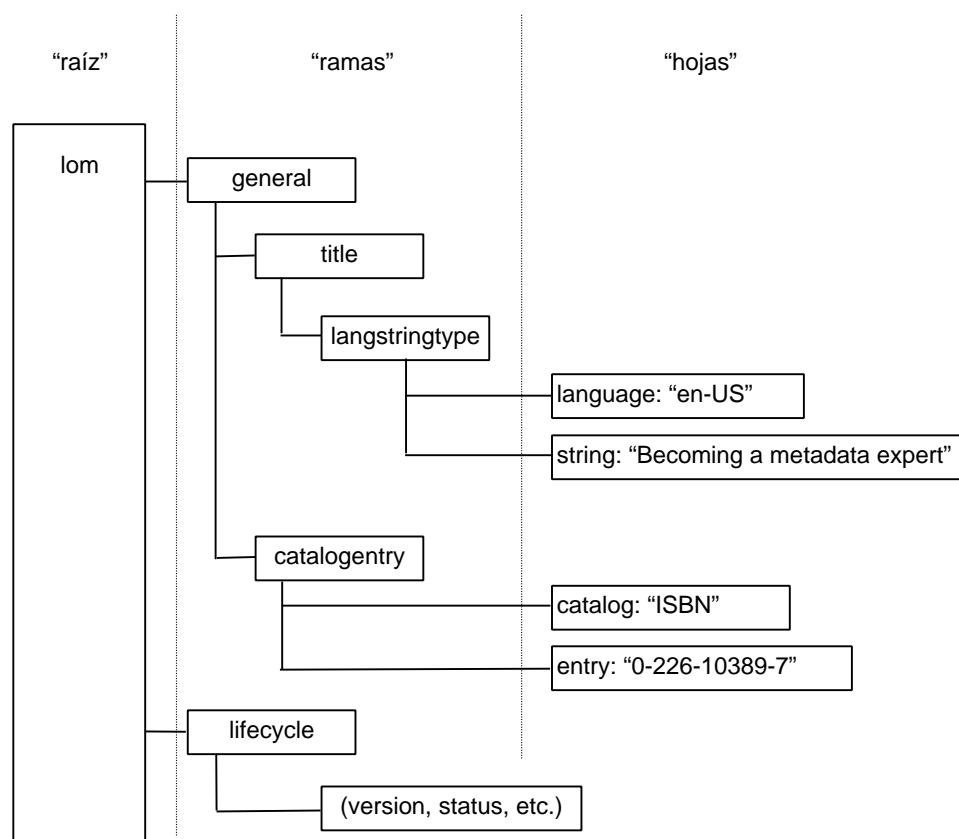 “raíz” “ramas” “hojas”
lom
general
title
langstringtype
language: “en-US”
string: “Becoming a metadata expert”
catalogentry
catalog: “ISBN”
entry: “0-226-10389-7”
lifecycle
(version, status, etc.)